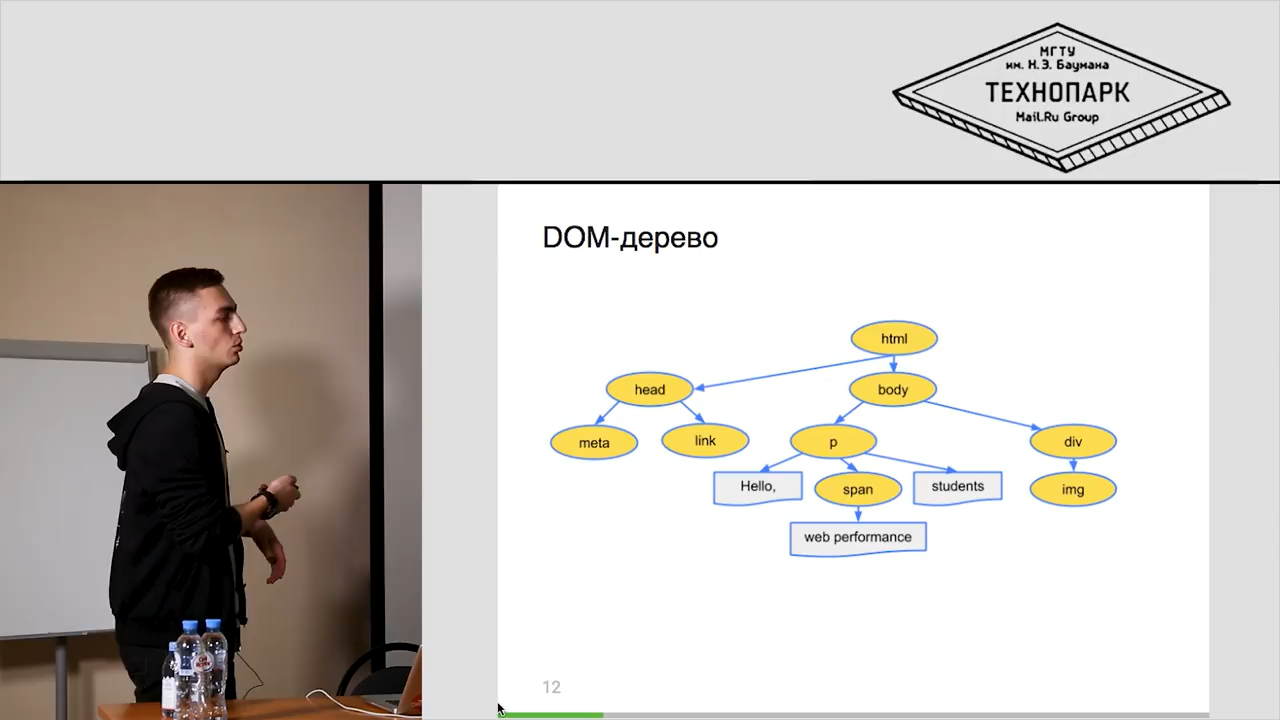 МГТУ
им. Н.Э. Баумана
ТЕХНОПАРК
Mail.Ru Group
DOM-дерево
html
head
body
meta
link
p
div
Hello,
span
students
img
web performance
12